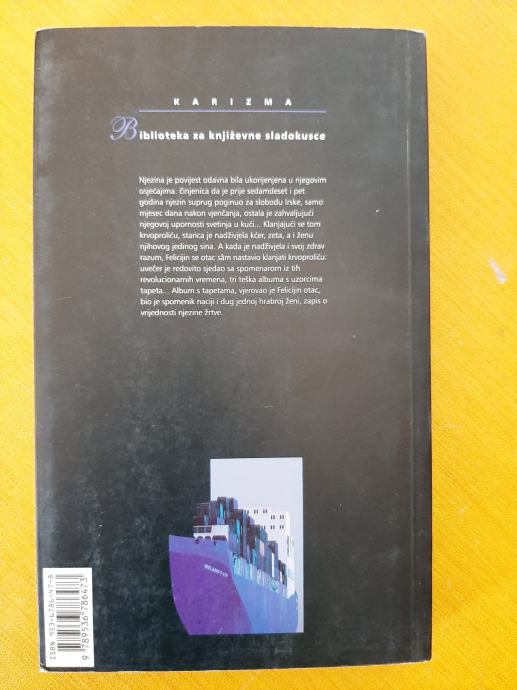 KARIZMA
Biblioteka za književne sladokusce
Njezina je povijest odavna bila ukorijenjena u njegovim
osjećajima: činjenica da je prije sedamdeset i pet
godina njezin suprug poginuo za slobodu Irske, samo
mjesec dana nakon vjenčanja, ostala je zahvaljujući
njegovoj upornosti svetinja u kući... Klanjajući se tom
krvoproliću, starica je nadživjela kćer, zeta, a i ženu
njihovog jedinog sina. A kada je nadživjela i svoj zdrav
razum, Felicijin se otac sâm nastavio klanjati krvoproliću:
uvečer je redovito sjedao sa spomenarom iz tih
revolucionarnih vremena, tri teška albuma s uzorcima
tapeta... Album s tapetama, vjerovao je Felicijin otac,
bio je spomenik naciji i dug jednoj hrabroj ženi, zapis o
vrijednosti njezine žrtve.
ISBN 953-6786-47-8
9 789536 786473